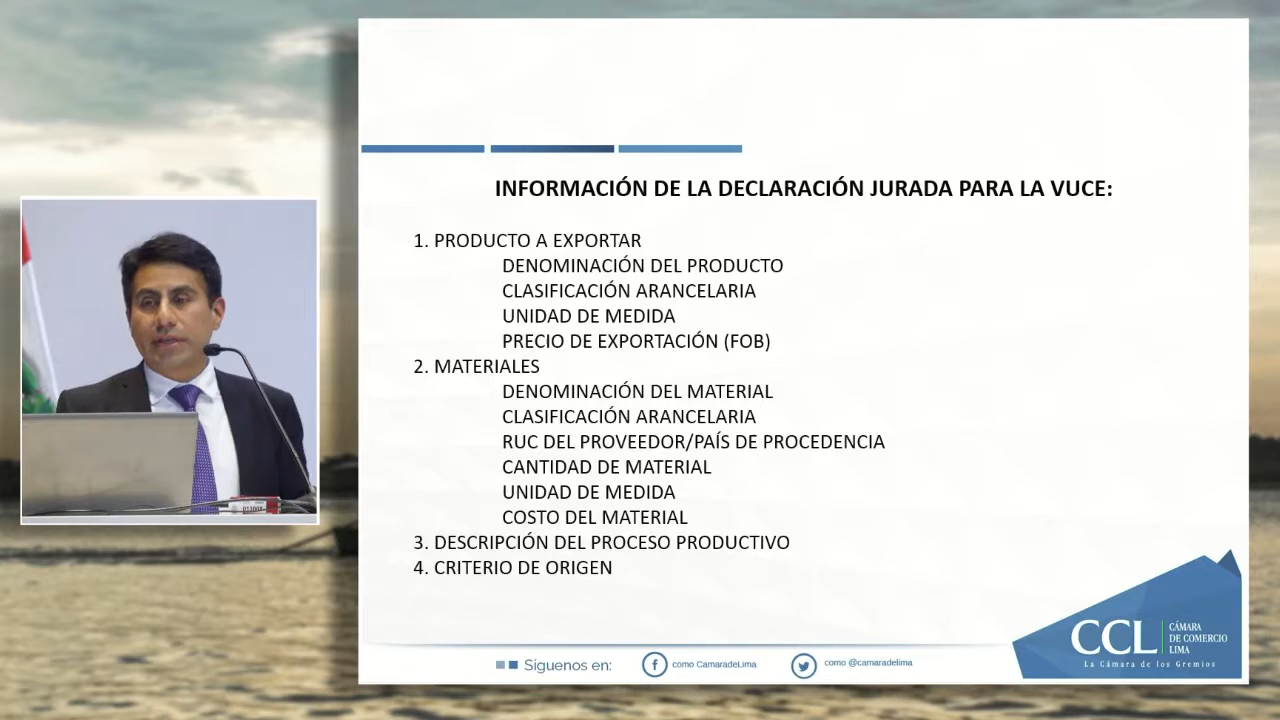 INFORMACIÓN DE LA DECLARACIÓN JURADA PARA LA VUCE:
1. PRODUCTO A EXPORTAR
DENOMINACIÓN DEL PRODUCTO
CLASIFICACIÓN ARANCELARIA
UNIDAD DE MEDIDA
PRECIO DE EXPORTACIÓN (FOB)
2. MATERIALES
DENOMINACIÓN DEL MATERIAL
CLASIFICACIÓN ARANCELARIA
RUC DEL PROVEEDOR/PAÍS DE PROCEDENCIA
CANTIDAD DE MATERIAL
UNIDAD DE MEDIDA
COSTO DEL MATERIAL
3. DESCRIPCIÓN DEL PROCESO PRODUCTIVO
4. CRITERIO DE ORIGEN
Síguenos en:
como CamaradeLima
como @camaradelima
CCL
CÁMARA
DE COMERCIO
LIMA
La Cámara de los Gremios